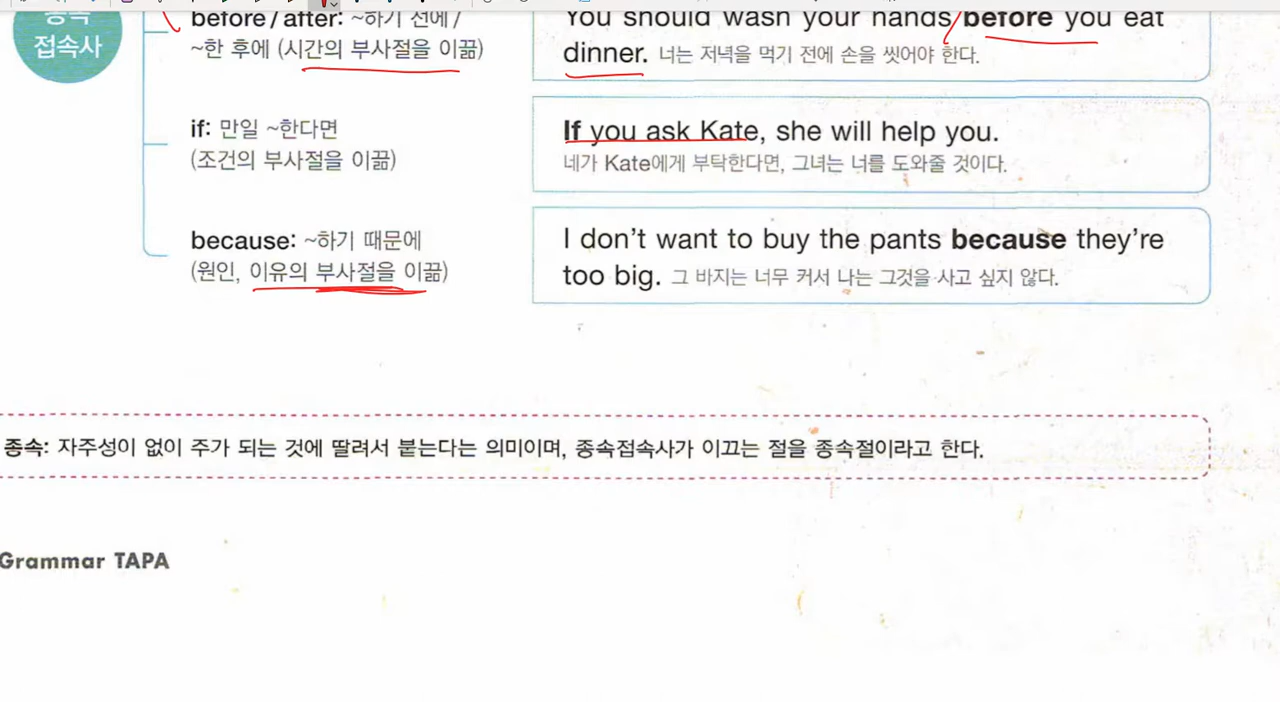 종속
접속사
before / after: ~하기 전에 /
~한 후에 (시간의 부사절을 이끎)
You should wash your hands before you eat
dinner. 너는 저녁을 먹기 전에 손을 씻어야 한다.
if: 만일 ~한다면
(조건의 부사절을 이끎)
If you ask Kate, she will help you.
네가 Kate에게 부탁한다면, 그녀는 너를 도와줄 것이다.
because: ~하기 때문에
(원인, 이유의 부사절을 이끎)
I don't want to buy the pants because they're
too big. 그 바지는 너무 커서 나는 그것을 사고 싶지 않다.
종속: 자주성이 없이 주가 되는 것에 딸려서 붙는다는 의미이며, 종속접속사가 이끄는 절을 종속절이라고 한다.
Grammar TAPA